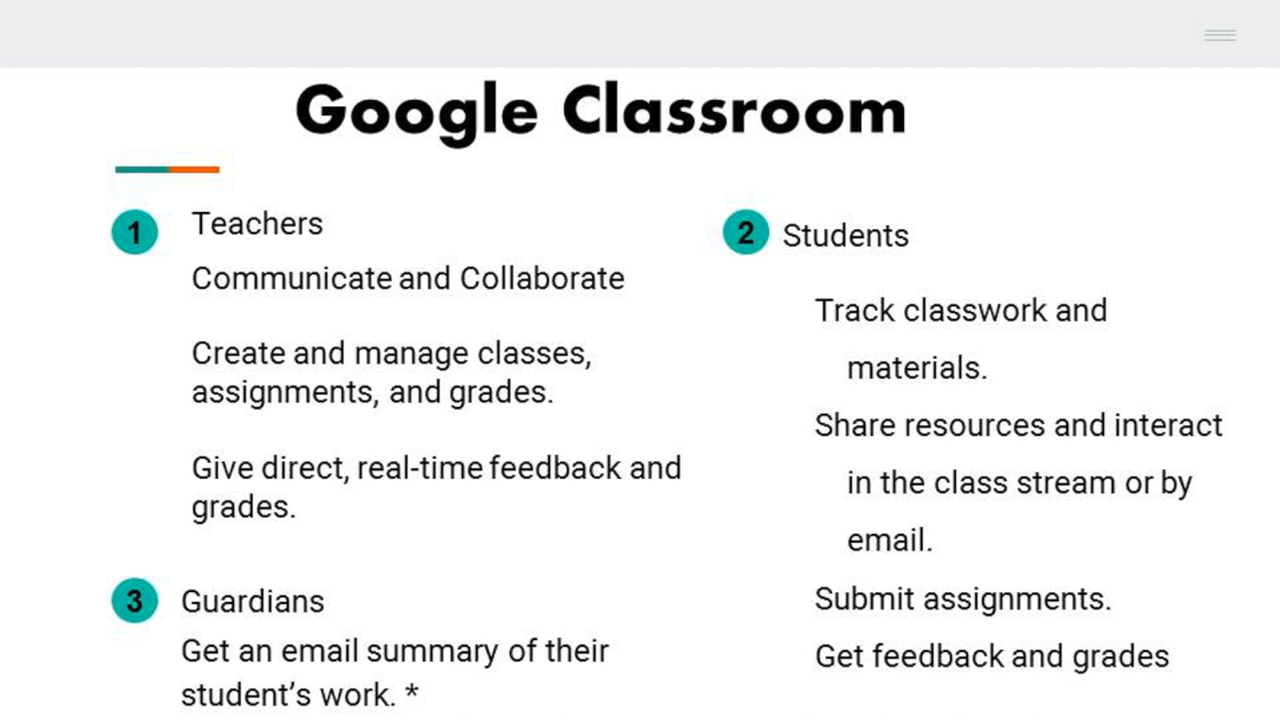 Google Classroom
1
Teachers
Communicate and Collaborate
Create and manage classes,
assignments, and grades.
Give direct, real-time feedback and
grades.
2
Students
Track classwork and
materials.
Share resources and interact
in the class stream or by
email.
Submit assignments.
Get feedback and grades
3
Guardians
Get an email summary of their
student’s work. *